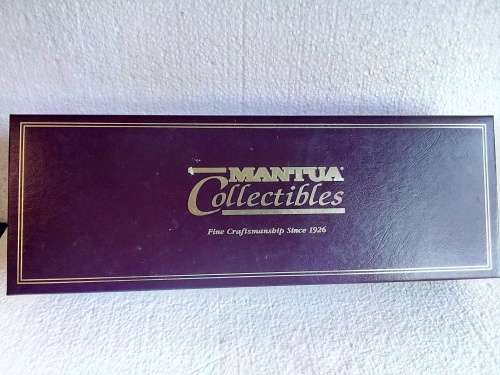 MANTUA®
Collectibles
Fine Craftsmanship Since 1926